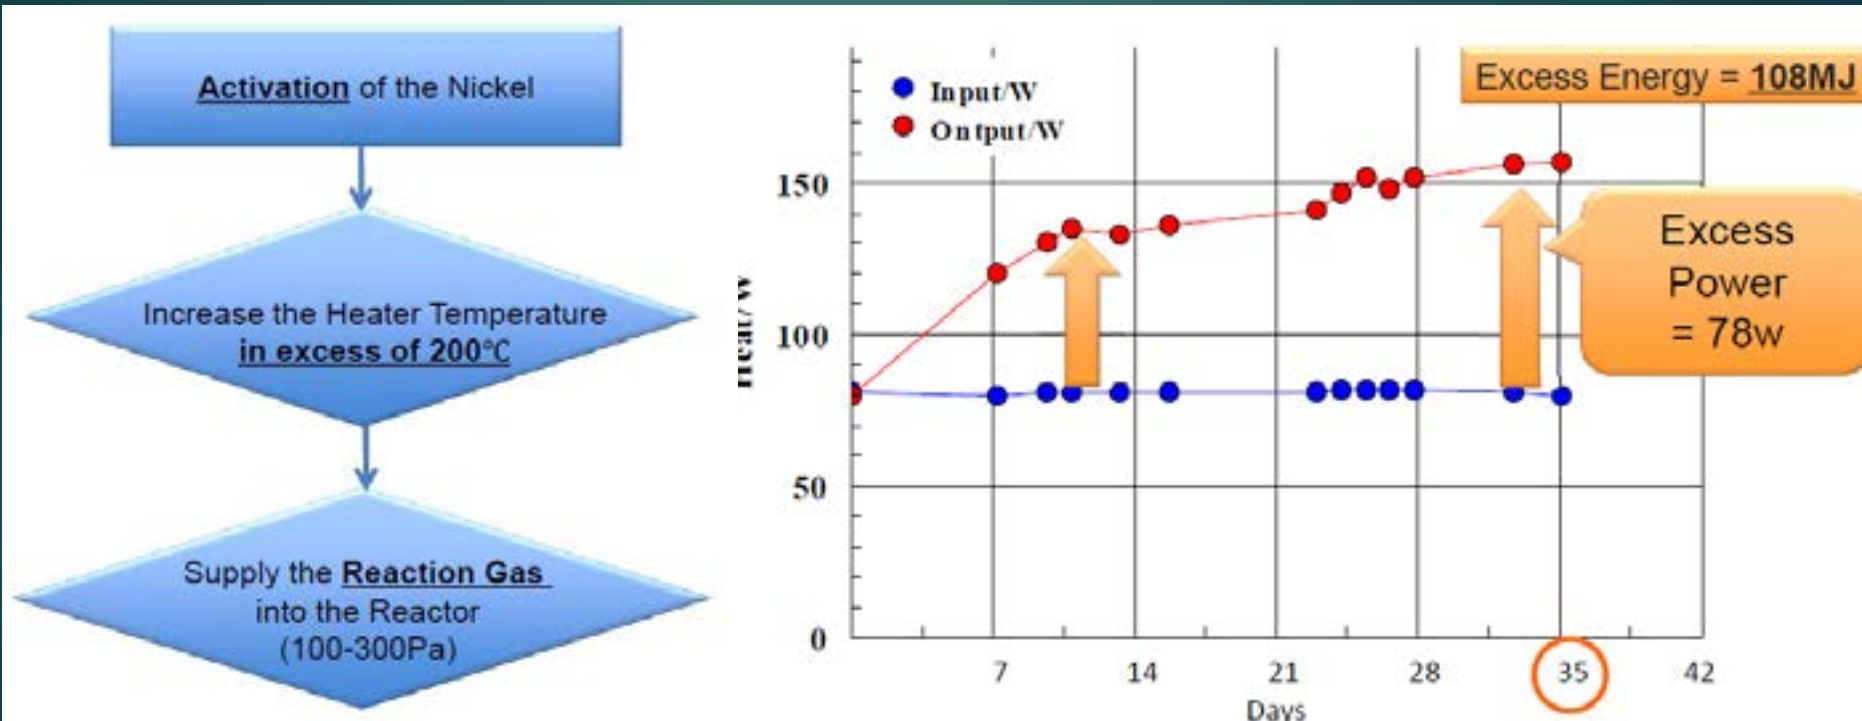 Activation of the Nickel
Increase the Heater Temperature
in excess of 200℃
Supply the Reaction Gas
into the Reactor
(100-300Pa)
Input/W
Ontput/W
Excess Energy = 108MJ
Excess
Power
= 78w
150
100
50
0
Heat/W
7
14
21
28
35
42
Days